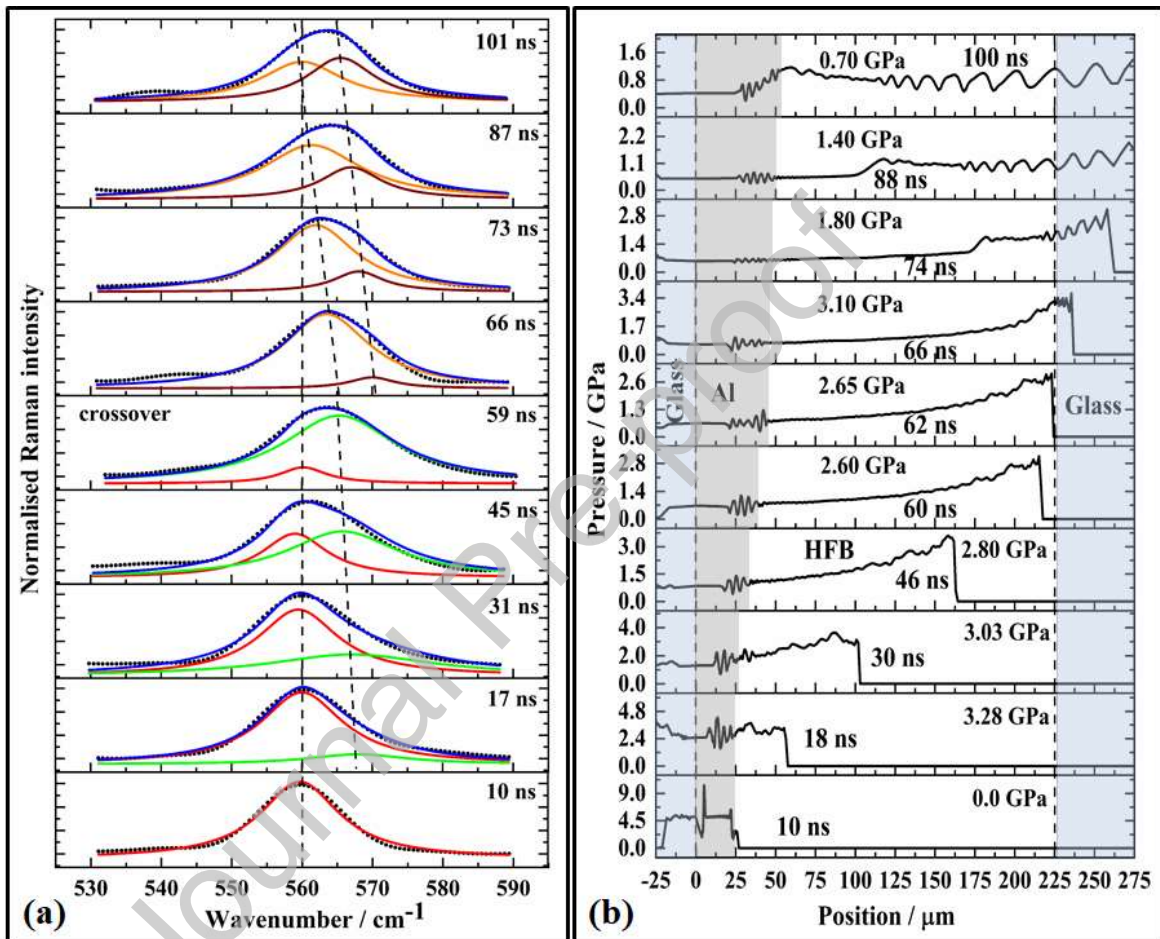 Normalised Raman intensity
101 ns
87 ns
73 ns
66 ns
crossover
59 ns
45 ns
31 ns
17 ns
10 ns
530 540 550 560 570 580 590
Wavenumber / cm⁻¹
(a)
Pressure / GPa
1.6
0.8
0.0
0.70 GPa
100 ns
2.2
1.1
0.0
1.40 GPa
88 ns
2.8
1.4
0.0
1.80 GPa
74 ns
3.4
1.7
0.0
3.10 GPa
66 ns
2.6
1.3
0.0
Glass
Al
2.65 GPa
62 ns
Glass
2.8
1.4
0.0
2.60 GPa
60 ns
3.0
1.5
0.0
HFB
2.80 GPa
46 ns
4.0
2.0
0.0
3.03 GPa
30 ns
4.8
2.4
0.0
3.28 GPa
18 ns
9.0
4.5
0.0
0.0 GPa
10 ns
-25 0 25 50 75 100 125 150 175 200 225 250 275
Position / μm
(b)
Journal Pre-proof